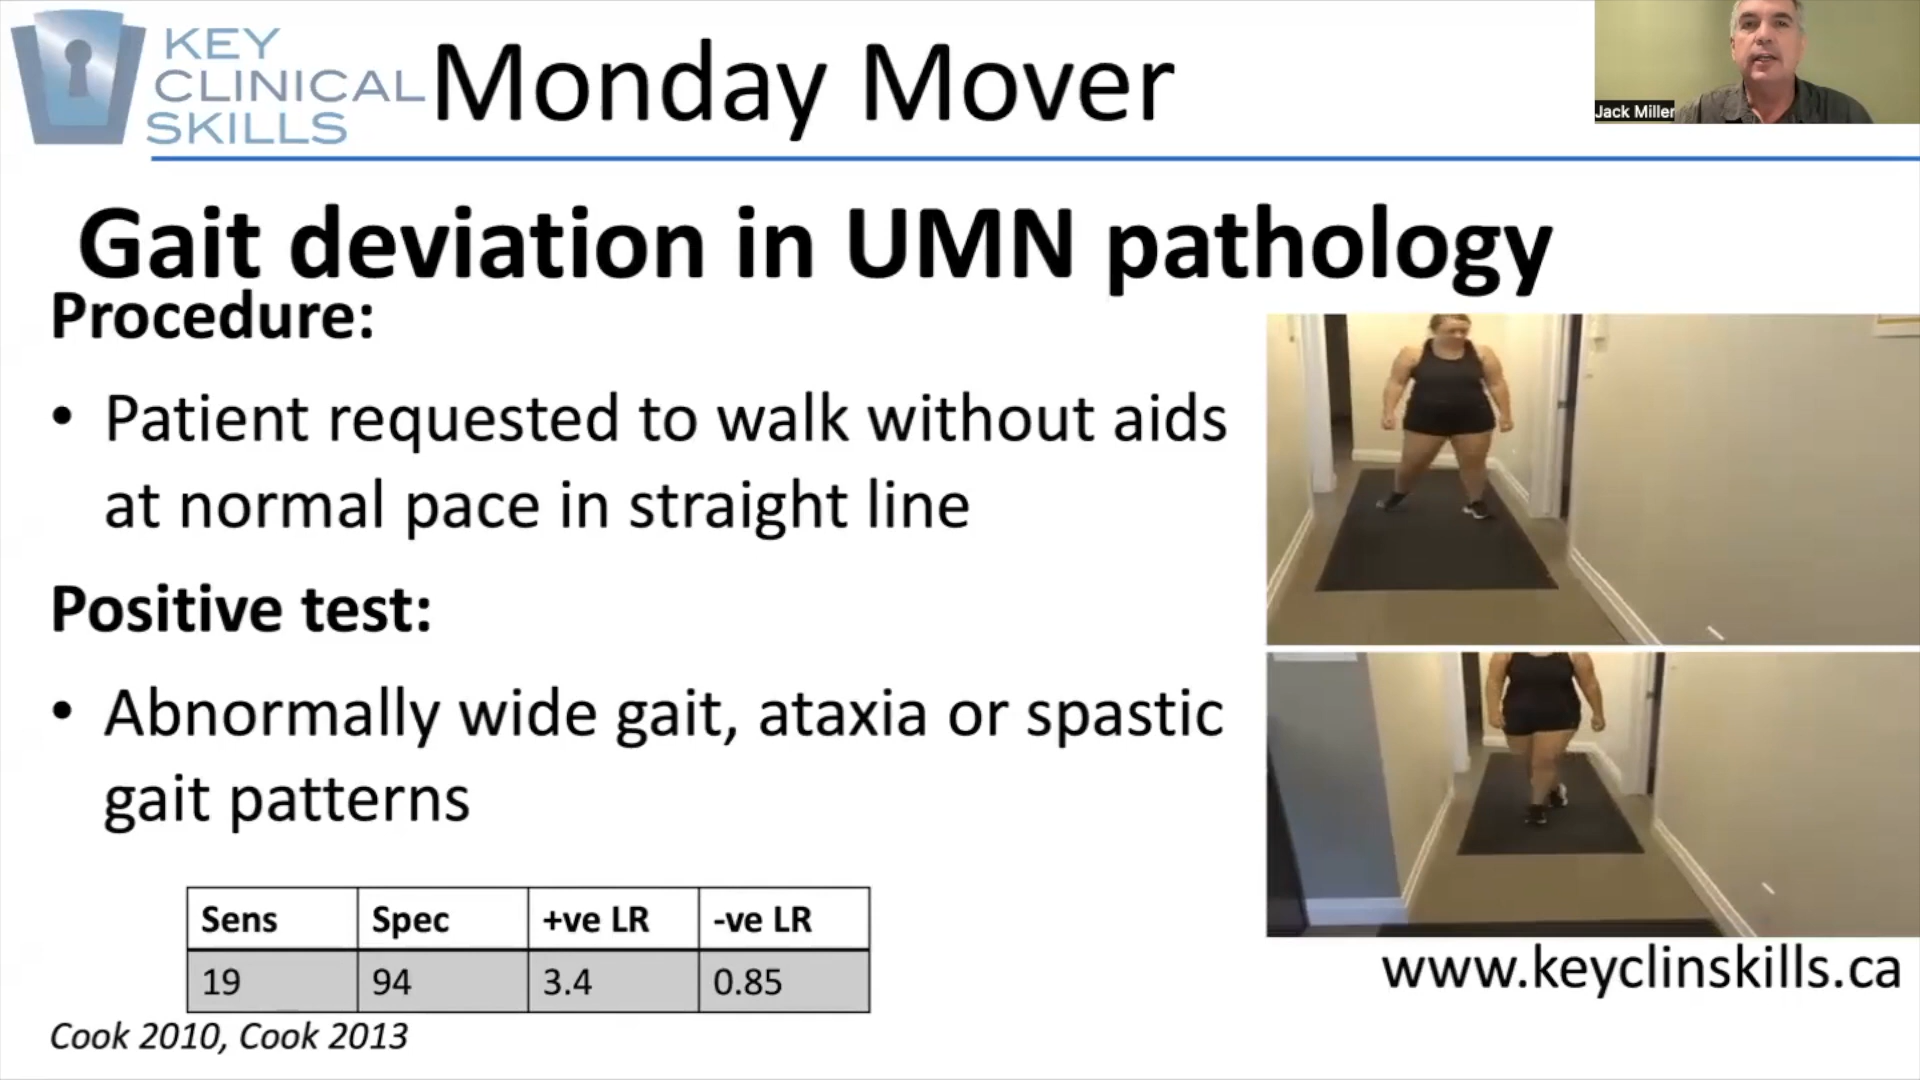 KEY
CLINICAL
SKILLS
Monday Mover
Jack Miller
Gait deviation in UMN pathology
Procedure:
• Patient requested to walk without aids
at normal pace in straight line
Positive test:
• Abnormally wide gait, ataxia or spastic
gait patterns
Sens Spec +ve LR -ve LR
19 94 3.4 0.85
www.keyclinskills.ca
Cook 2010, Cook 2013